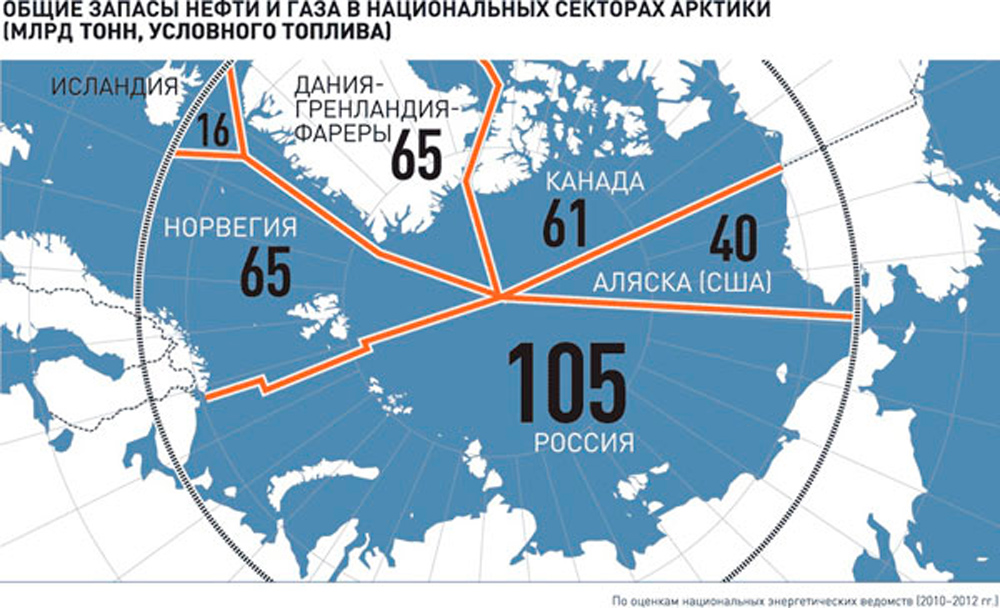 ОБЩИЕ ЗАПАСЫ НЕФТИ И ГАЗА В НАЦИОНАЛЬНЫХ СЕКТОРАХ АРКТИКИ
(МЛРД ТОНН, УСЛОВНОГО ТОПЛИВА)
ИСЛАНДИЯ
16
ДАНИЯ-
ГРЕНЛАНДИЯ-
ФАРЕРЫ 65
КАНАДА
61
НОРВЕГИЯ
65
40
АЛЯСКА (США)
105
РОССИЯ
По оценкам национальных энергетических ведомств (2010–2012 гг.)